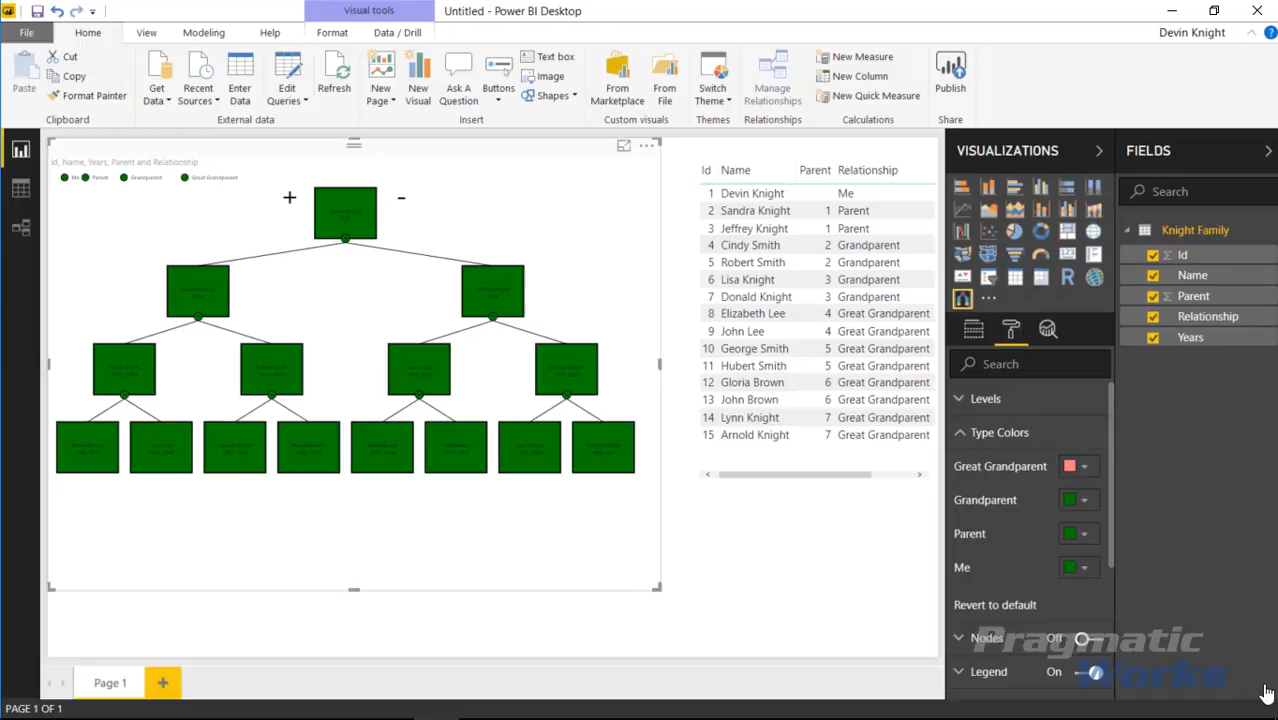 Visual tools
Untitled - Power BI Desktop
File
Home
View
Modeling
Help
Format
Data / Drill
Devin Knight
Paste
Cut
Copy
Format Painter
Clipboard
Get Data
Recent Sources
Enter Data
Edit Queries
Refresh
External data
New Page
New Visual
Ask A Question
Buttons
Text box
Image
Shapes
Insert
From Marketplace
From File
Custom visuals
Switch Theme
Themes
Manage Relationships
Relationships
New Measure
New Column
New Quick Measure
Calculations
Publish
Share
Id, Name, Years, Parent and Relationship
Me Parent Grandparent Great Grandparent
+ -
Id Name Parent Relationship
1 Devin Knight Me
2 Sandra Knight 1 Parent
3 Jeffrey Knight 1 Parent
4 Cindy Smith 2 Grandparent
5 Robert Smith 2 Grandparent
6 Lisa Knight 3 Grandparent
7 Donald Knight 3 Grandparent
8 Elizabeth Lee 4 Great Grandparent
9 John Lee 4 Great Grandparent
10 George Smith 5 Great Grandparent
11 Hubert Smith 5 Great Grandparent
12 Gloria Brown 6 Great Grandparent
13 John Brown 6 Great Grandparent
14 Lynn Knight 7 Great Grandparent
15 Arnold Knight 7 Great Grandparent
VISUALIZATIONS
Search
Levels
Type Colors
Great Grandparent
Grandparent
Parent
Me
Revert to default
Nodes Off
Legend On
FIELDS
Search
Knight Family
Id
Name
Parent
Relationship
Years
Pragmatic
Works
Page 1
PAGE 1 OF 1